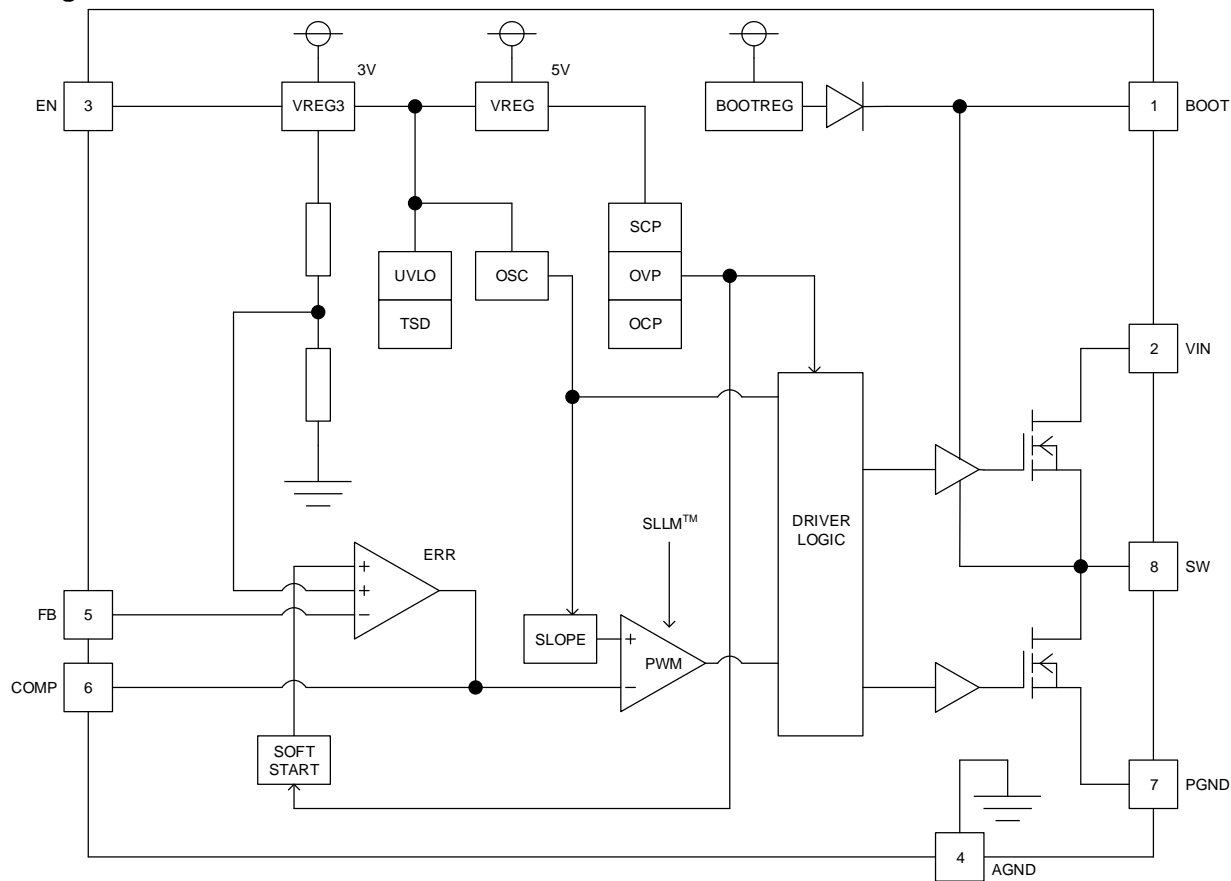 3V
5V
EN
3
VREG3
VREG
BOOTREG
1
BOOT
SCP
UVLO
OSC
OVP
TSD
OCP
2
VIN
SLLM™
DRIVER
LOGIC
ERR
+
+
−
8
SW
FB
5
SLOPE
+
PWM
−
COMP
6
SOFT
START
7
PGND
4
AGND